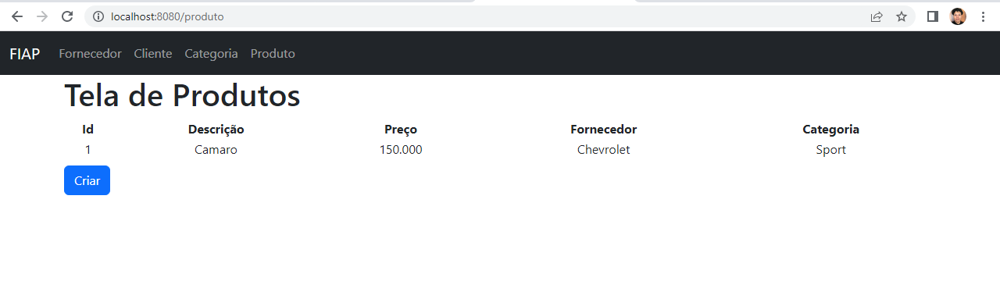 localhost:8080/produto
FIAP Fornecedor Cliente Categoria Produto
Tela de Produtos
Id Descrição Preço Fornecedor Categoria
1 Camaro 150.000 Chevrolet Sport
Criar